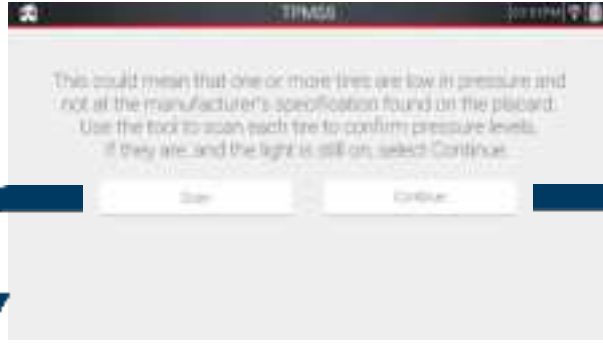 TPMS
This could mean that one or more tires are low in pressure and
not at the manufacturer's specification found on the placard.
Use the tool to scan each tire to confirm pressure levels.
If they are, and the light is still on, select Continue.
Scan
Continue